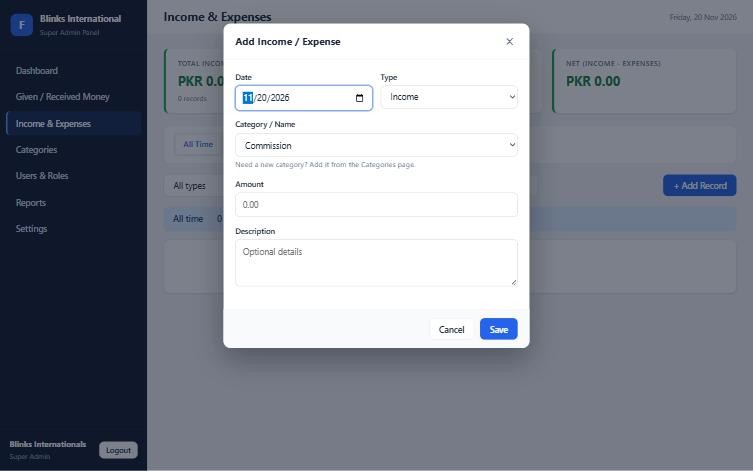 F
Blinks International
Super Admin Panel
Dashboard
Given / Received Money
Income & Expenses
Categories
Users & Roles
Reports
Settings
Blinks Internationals
Super Admin
Logout
Income & Expenses
Friday, 20 Nov 2026
TOTAL INCOM
PKR 0.0
0 records
NET (INCOME - EXPENSES)
PKR 0.00
All Time
All types
+ Add Record
All time 0
Add Income / Expense
×
Date
Type
11/20/2026
Income
Category / Name
Commission
Need a new category? Add it from the Categories page.
Amount
0.00
Description
Optional details
Cancel
Save